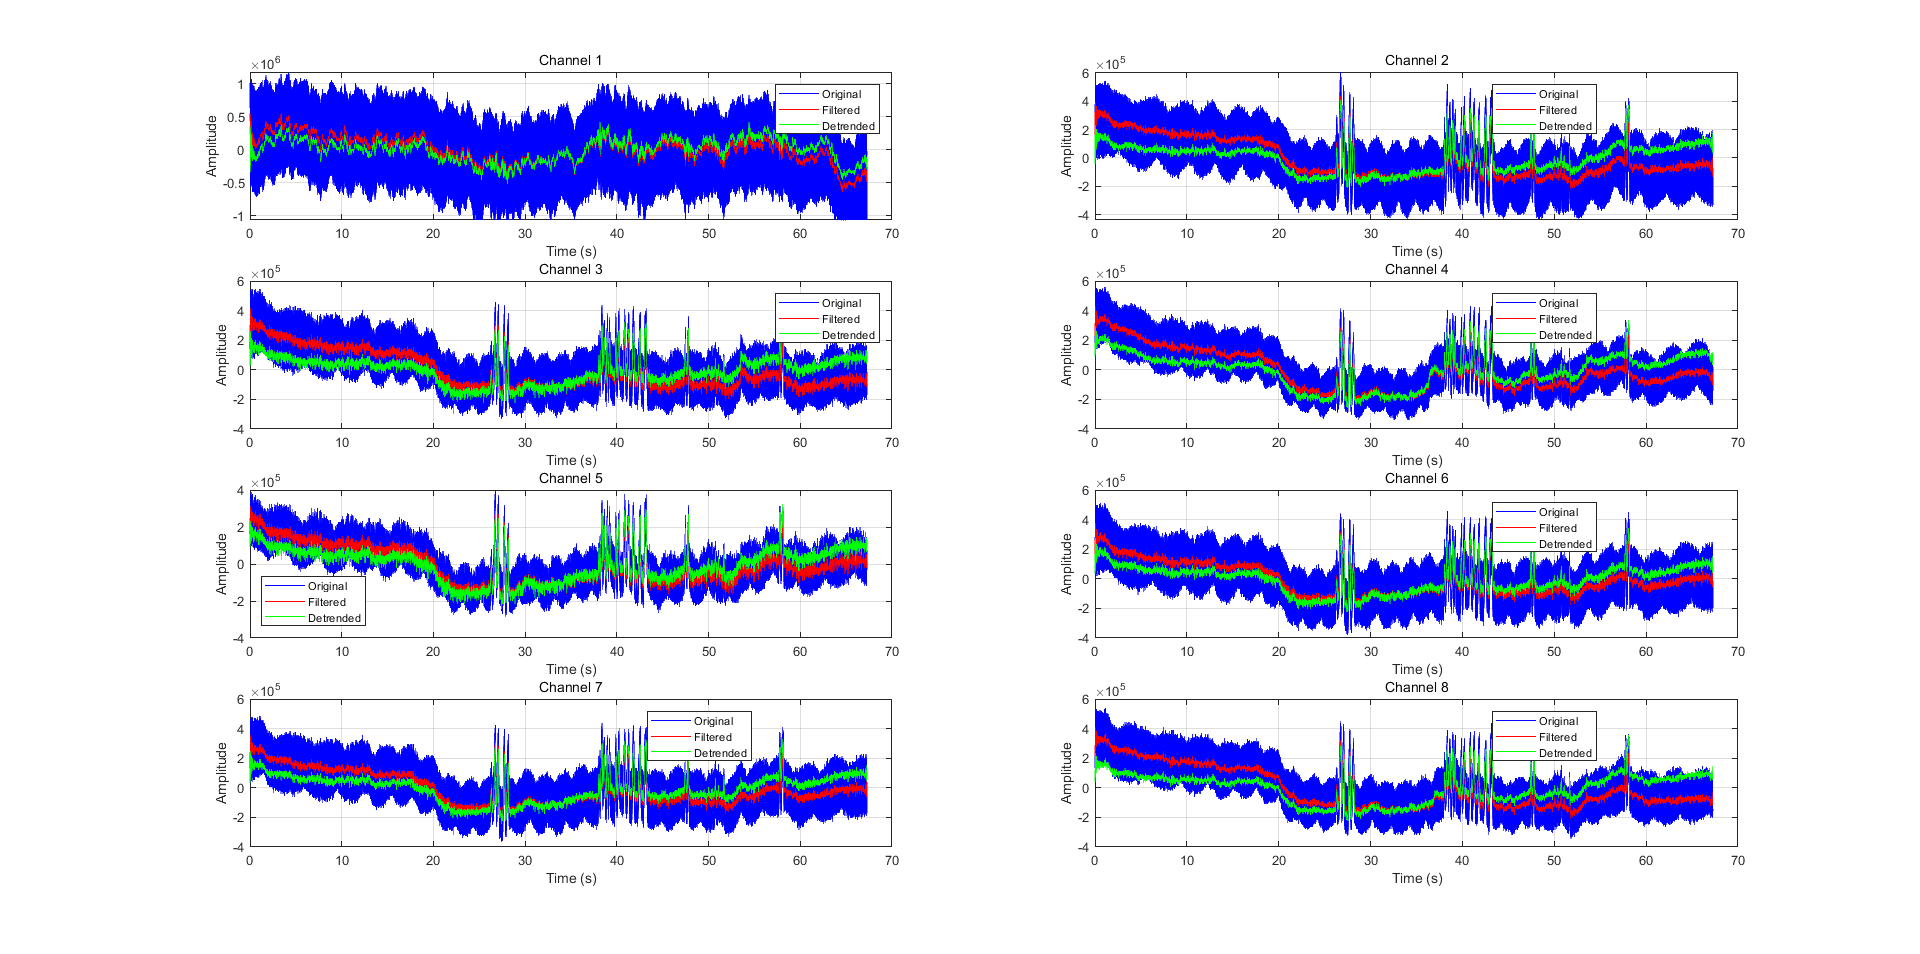 Channel 1
×10^6
1
0.5
0
-0.5
-1
Amplitude
0 10 20 30 40 50 60 70
Time (s)
Original
Filtered
Detrended
Channel 2
×10^5
6
4
2
0
-2
-4
Amplitude
0 10 20 30 40 50 60 70
Time (s)
Original
Filtered
Detrended
Channel 3
×10^5
6
4
2
0
-2
-4
Amplitude
0 10 20 30 40 50 60 70
Time (s)
Original
Filtered
Detrended
Channel 4
×10^5
6
4
2
0
-2
-4
Amplitude
0 10 20 30 40 50 60 70
Time (s)
Original
Filtered
Detrended
Channel 5
×10^5
4
2
0
-2
-4
Amplitude
0 10 20 30 40 50 60 70
Time (s)
Original
Filtered
Detrended
Channel 6
×10^5
6
4
2
0
-2
-4
Amplitude
0 10 20 30 40 50 60 70
Time (s)
Original
Filtered
Detrended
Channel 7
×10^5
6
4
2
0
-2
-4
Amplitude
0 10 20 30 40 50 60 70
Time (s)
Original
Filtered
Detrended
Channel 8
×10^5
6
4
2
0
-2
-4
Amplitude
0 10 20 30 40 50 60 70
Time (s)
Original
Filtered
Detrended